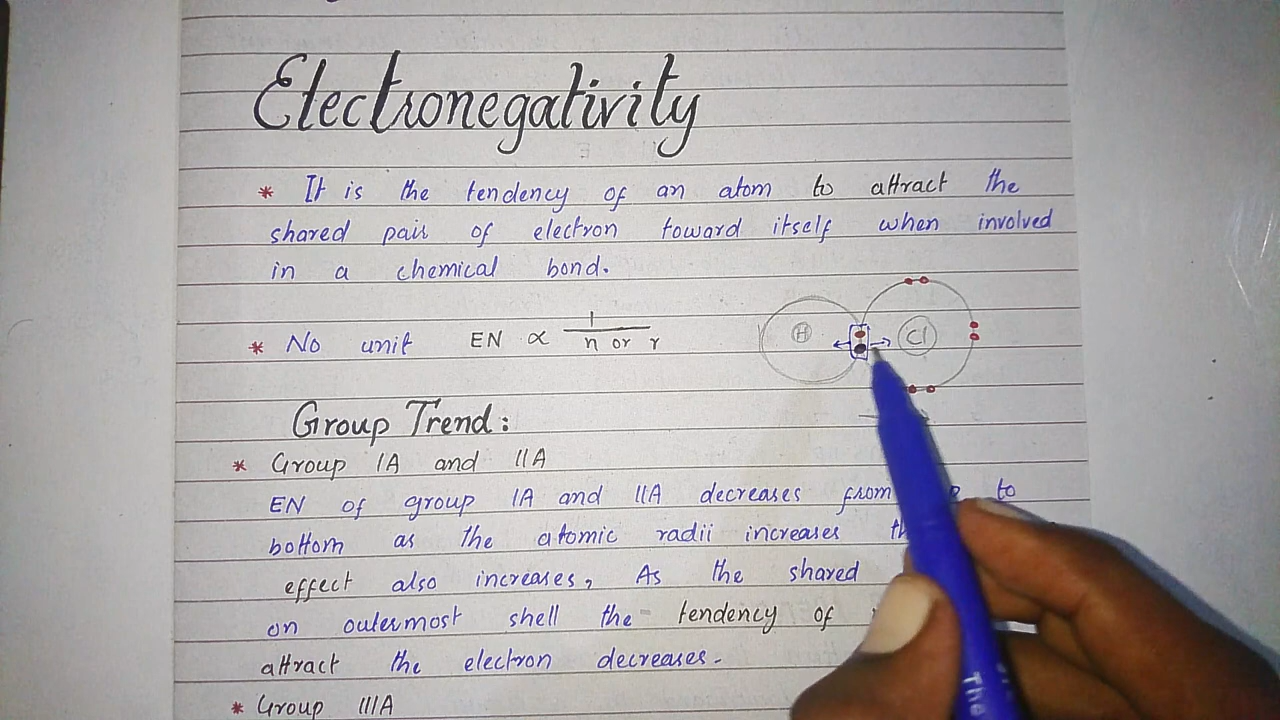 Electronegativity
* It is the tendency of an atom to attract the
shared pair of electron toward itself when involved
in a chemical bond.
* No unit EN ∝ 1 / n or r
H Cl
Group Trend:
* Group IA and IIA
EN of group IA and IIA decreases from to
bottom as the atomic radii increases
effect also increases, As the shared
on outermost shell the tendency of
attract the electron decreases.
* Group IIIA
The